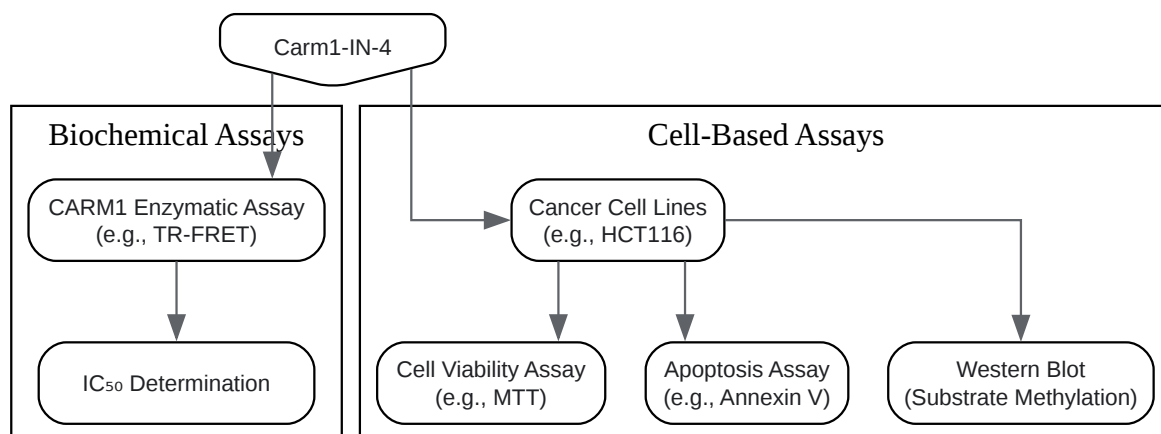 Carm1-IN-4
Biochemical Assays
CARM1 Enzymatic Assay
(e.g., TR-FRET)
IC₅₀ Determination
Cell-Based Assays
Cancer Cell Lines
(e.g., HCT116)
Cell Viability Assay
(e.g., MTT)
Apoptosis Assay
(e.g., Annexin V)
Western Blot
(Substrate Methylation)